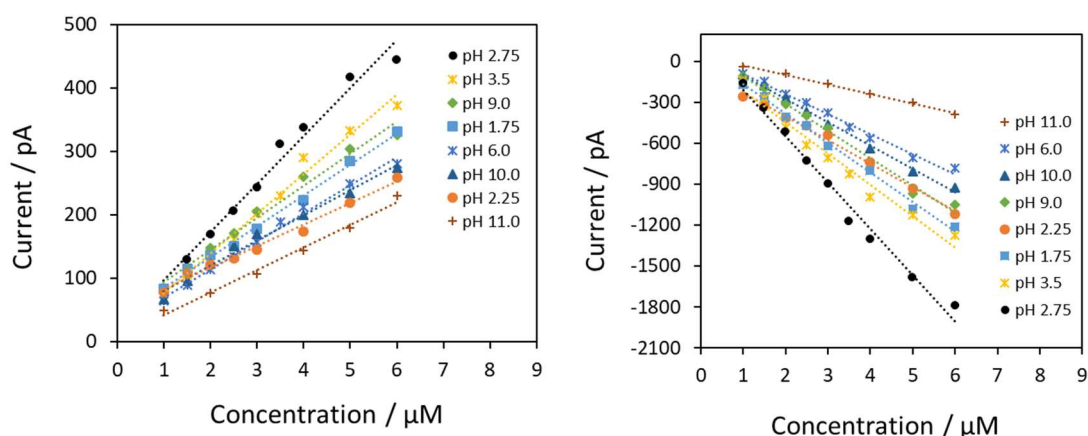 500
400
300
200
100
0
Current / pA
0 1 2 3 4 5 6 7 8 9
Concentration / µM
pH 2.75
pH 3.5
pH 9.0
pH 1.75
pH 6.0
pH 10.0
pH 2.25
pH 11.0
-0
-300
-600
-900
-1200
-1500
-1800
-2100
Current / pA
0 1 2 3 4 5 6 7 8 9
Concentration / µM
pH 11.0
pH 6.0
pH 10.0
pH 9.0
pH 2.25
pH 1.75
pH 3.5
pH 2.75